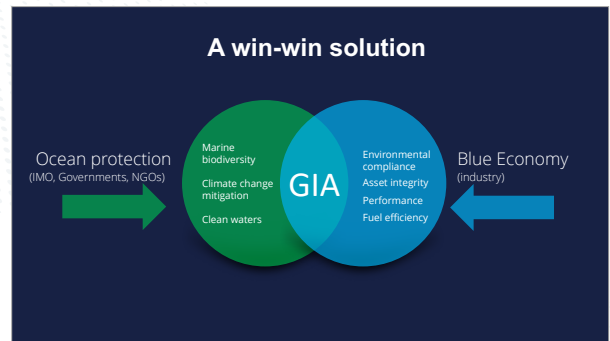 A win-win solution
Ocean protection
(IMO, Governments, NGOs)
Marine
biodiversity
Climate change
mitigation
Clean waters
GIA
Environmental
compliance
Asset integrity
Performance
Fuel efficiency
Blue Economy
(industry)